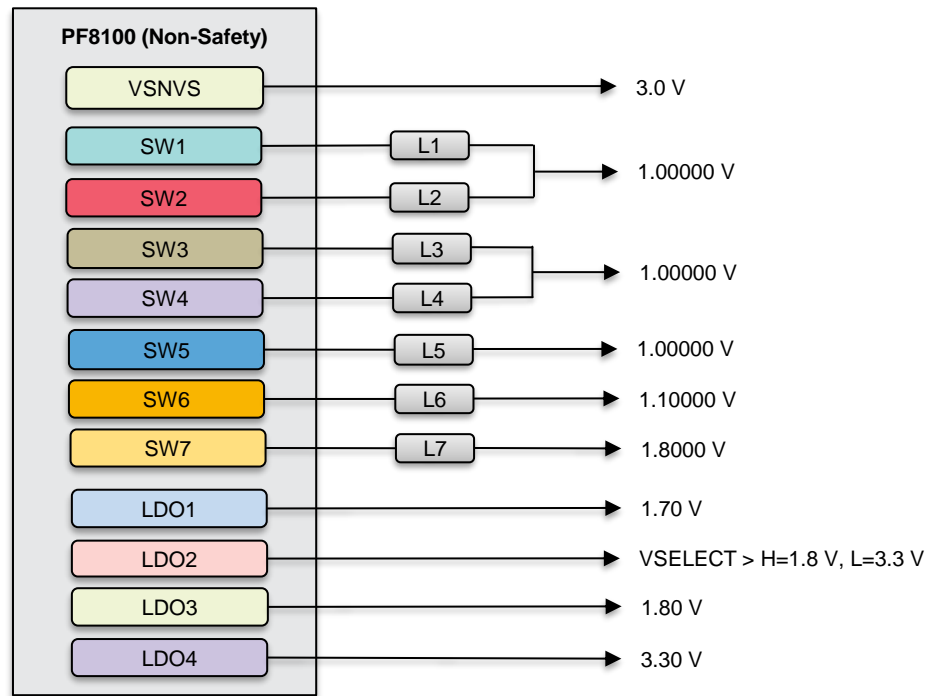 PF8100 (Non-Safety)
VSNVS
3.0 V
SW1
L1
1.00000 V
SW2
L2
SW3
L3
1.00000 V
SW4
L4
SW5
L5
1.00000 V
SW6
L6
1.10000 V
SW7
L7
1.8000 V
LDO1
1.70 V
LDO2
VSELECT > H=1.8 V, L=3.3 V
LDO3
1.80 V
LDO4
3.30 V